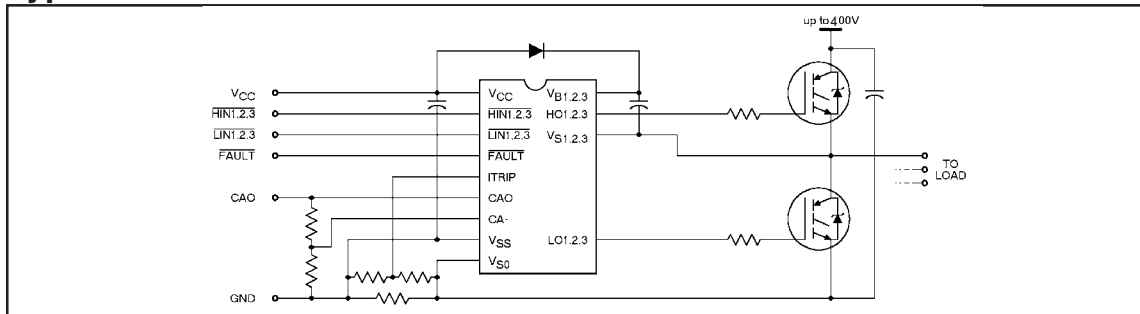 up to 400V
VCC
HIN1,2,3
LIN1,2,3
FAULT
CAO
GND
VCC
HIN1,2,3
LIN1,2,3
FAULT
ITRIP
CAO
CA-
VSS
VS0
VB1,2,3
HO1,2,3
VS1,2,3
LO1,2,3
TO
LOAD